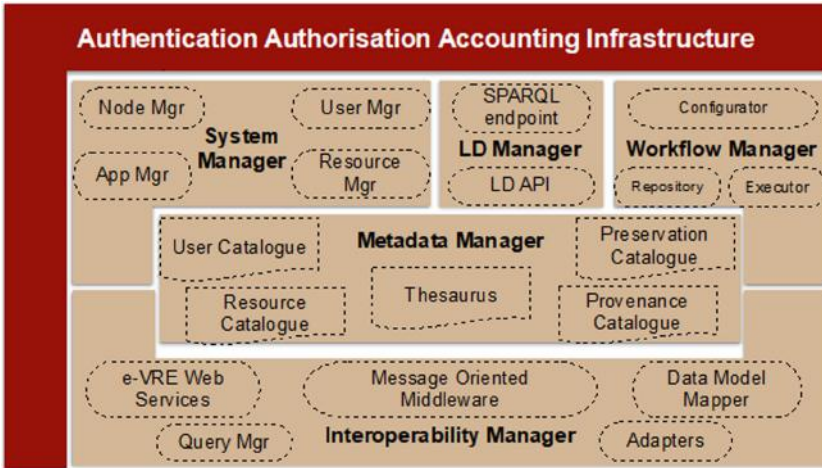 Authentication Authorisation Accounting Infrastructure
Node Mgr
User Mgr
System
Manager
App Mgr
Resource
Mgr
SPARQL
endpoint
LD Manager
LD API
Configurator
Workflow Manager
Repository
Executor
User Catalogue
Metadata Manager
Preservation
Catalogue
Resource
Catalogue
Thesaurus
Provenance
Catalogue
e-VRE Web
Services
Message Oriented
Middleware
Data Model
Mapper
Query Mgr
Interoperability Manager
Adapters